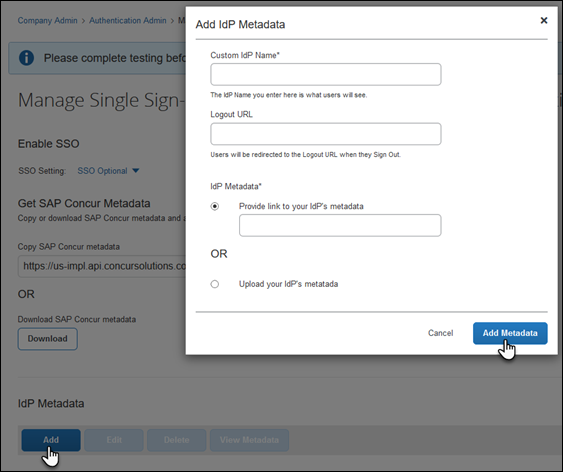 Company Admin > Authentication Admin > M
Please complete testing befo
Manage Single Sign-
Enable SSO
SSO Setting: SSO Optional
Get SAP Concur Metadata
Copy or download SAP Concur metadata and a
Copy SAP Concur metadata
https://us-impl.api.concursolutions.co
OR
Download SAP Concur metadata
Download
IdP Metadata
Add Edit Delete View Metadata
Add IdP Metadata
Custom IdP Name*
The IdP Name you enter here is what users will see.
Logout URL
Users will be redirected to the Logout URL when they Sign Out.
IdP Metadata*
Provide link to your IdP's metadata
OR
Upload your IdP's metatada
Cancel Add Metadata